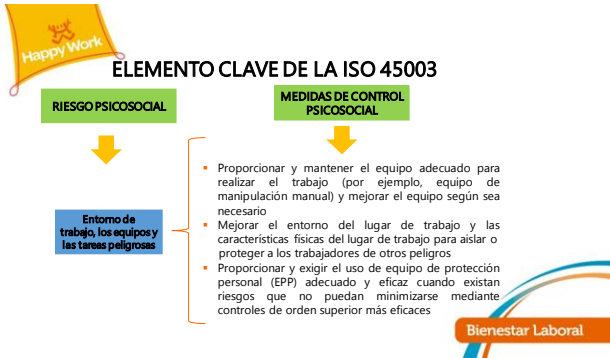 Happy Work
ELEMENTO CLAVE DE LA ISO 45003
RIESGO PSICOSOCIAL
MEDIDAS DE CONTROL
PSICOSOCIAL
Entorno de
trabajo, los equipos y
las tareas peligrosas
▪ Proporcionar y mantener el equipo adecuado para
realizar el trabajo (por ejemplo, equipo de
manipulación manual) y mejorar el equipo según sea
necesario
▪ Mejorar el entorno del lugar de trabajo y las
características físicas del lugar de trabajo para aislar o
proteger a los trabajadores de otros peligros
▪ Proporcionar y exigir el uso de equipo de protección
personal (EPP) adecuado y eficaz cuando existan
riesgos que no puedan minimizarse mediante
controles de orden superior más eficaces
Bienestar Laboral